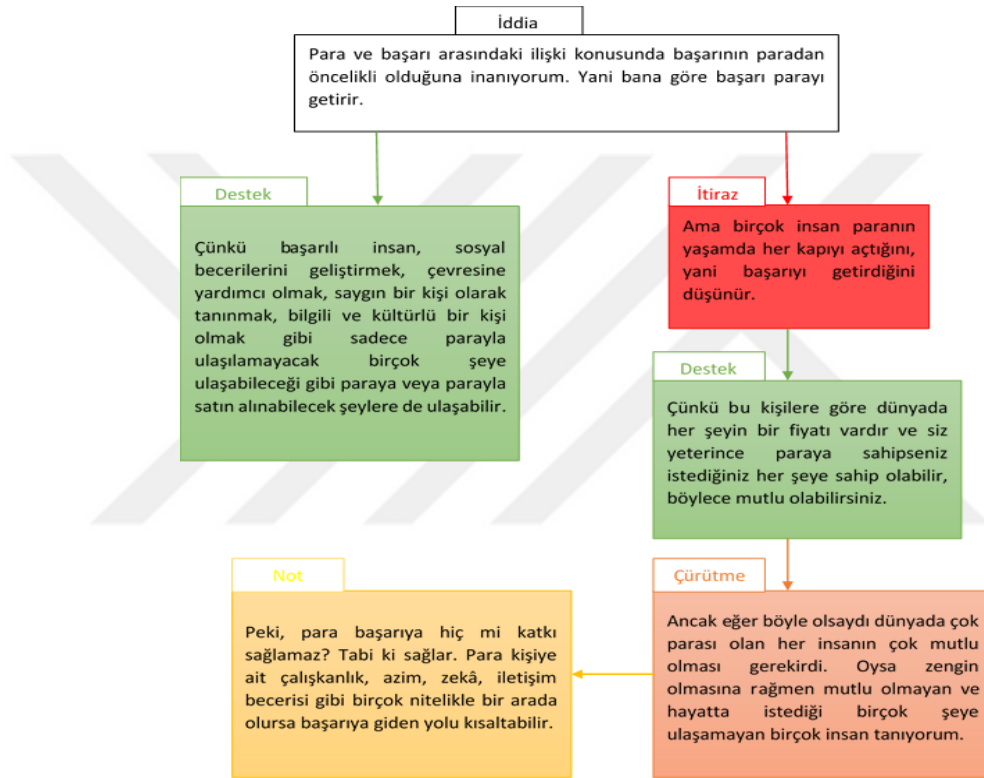 İddia
Para ve başarı arasındaki ilişki konusunda başarının paradan
öncelikli olduğuna inanıyorum. Yani bana göre başarı parayı
getirir.
Destek
Çünkü başarılı insan, sosyal
becerilerini geliştirmek, çevresine
yardımcı olmak, saygın bir kişi olarak
tanınmak, bilgili ve kültürlü bir kişi
olmak gibi sadece parayla
ulaşılamayacak birçok şeye
ulaşabileceği gibi paraya veya parayla
satın alınabilecek şeylere de ulaşabilir.
İtiraz
Ama birçok insan paranın
yaşamda her kapıyı açtığını,
yani başarıyı getirdiğini
düşünür.
Destek
Çünkü bu kişilere göre dünyada
her şeyin bir fiyatı vardır ve siz
yeterince paraya sahipseniz
istediğiniz her şeye sahip olabilir,
böylece mutlu olabilirsiniz.
Çürütme
Ancak eğer böyle olsaydı dünyada çok
parası olan her insanın çok mutlu
olması gerekirdi. Oysa zengin
olmasına rağmen mutlu olmayan ve
hayatta istediği birçok şeye
ulaşamayan birçok insan tanıyorum.
Not
Peki, para başarıya hiç mi katkı
sağlamaz? Tabi ki sağlar. Para kişiye
ait çalışkanlık, azim, zekâ, iletişim
becerisi gibi birçok nitelikle bir arada
olursa başarıya giden yolu kısaltabilir.